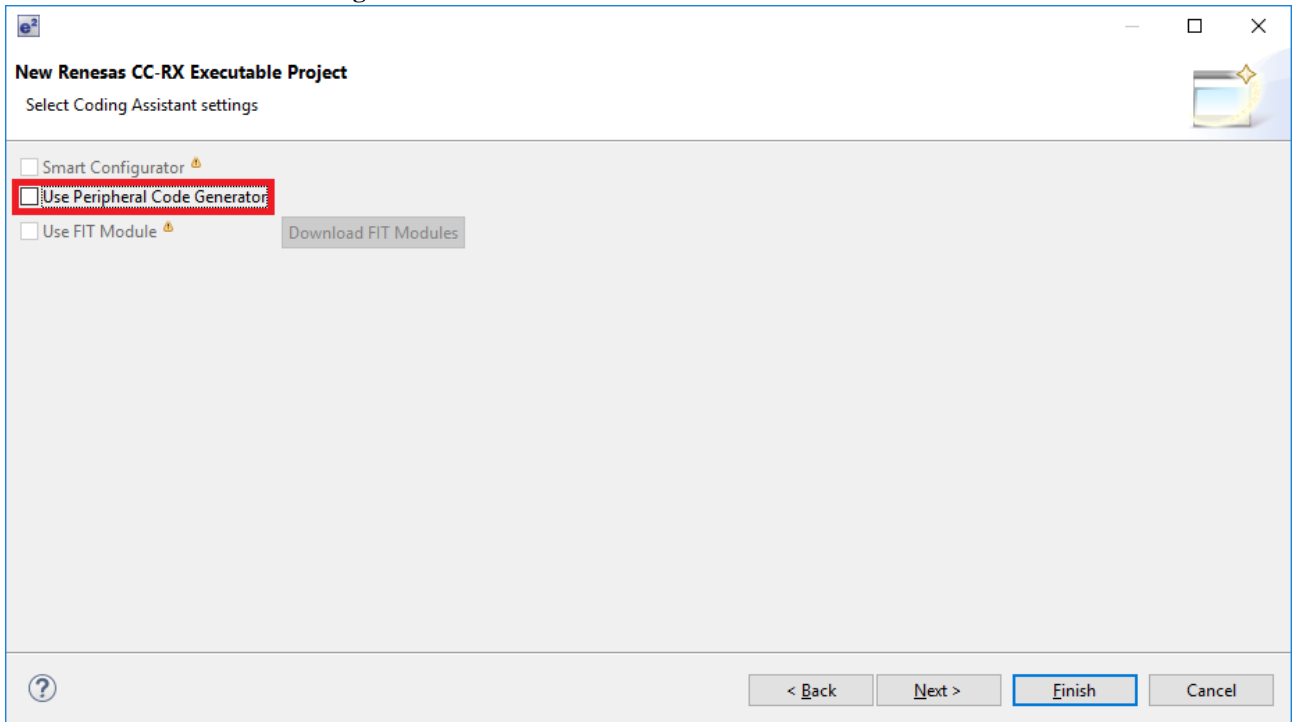 e²
New Renesas CC-RX Executable Project
Select Coding Assistant settings
Smart Configurator
Use Peripheral Code Generator
Use FIT Module Download FIT Modules
? < Back Next > Finish Cancel